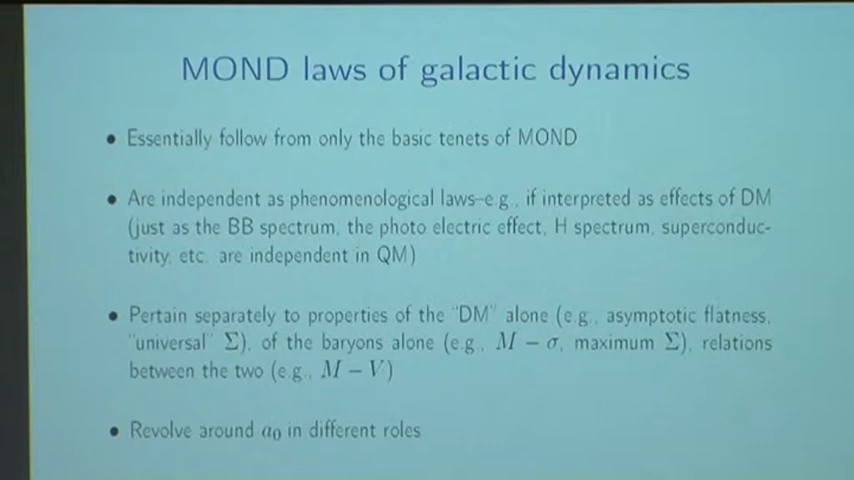 MOND laws of galactic dynamics
• Essentially follow from only the basic tenets of MOND
• Are independent as phenomenological laws–e.g., if interpreted as effects of DM
(just as the BB spectrum, the photo electric effect, H spectrum, superconduc-
tivity, etc. are independent in QM)
• Pertain separately to properties of the "DM" alone (e.g., asymptotic flatness,
"universal" Σ), of the baryons alone (e.g., M − σ, maximum Σ), relations
between the two (e.g., M − V)
• Revolve around a₀ in different roles